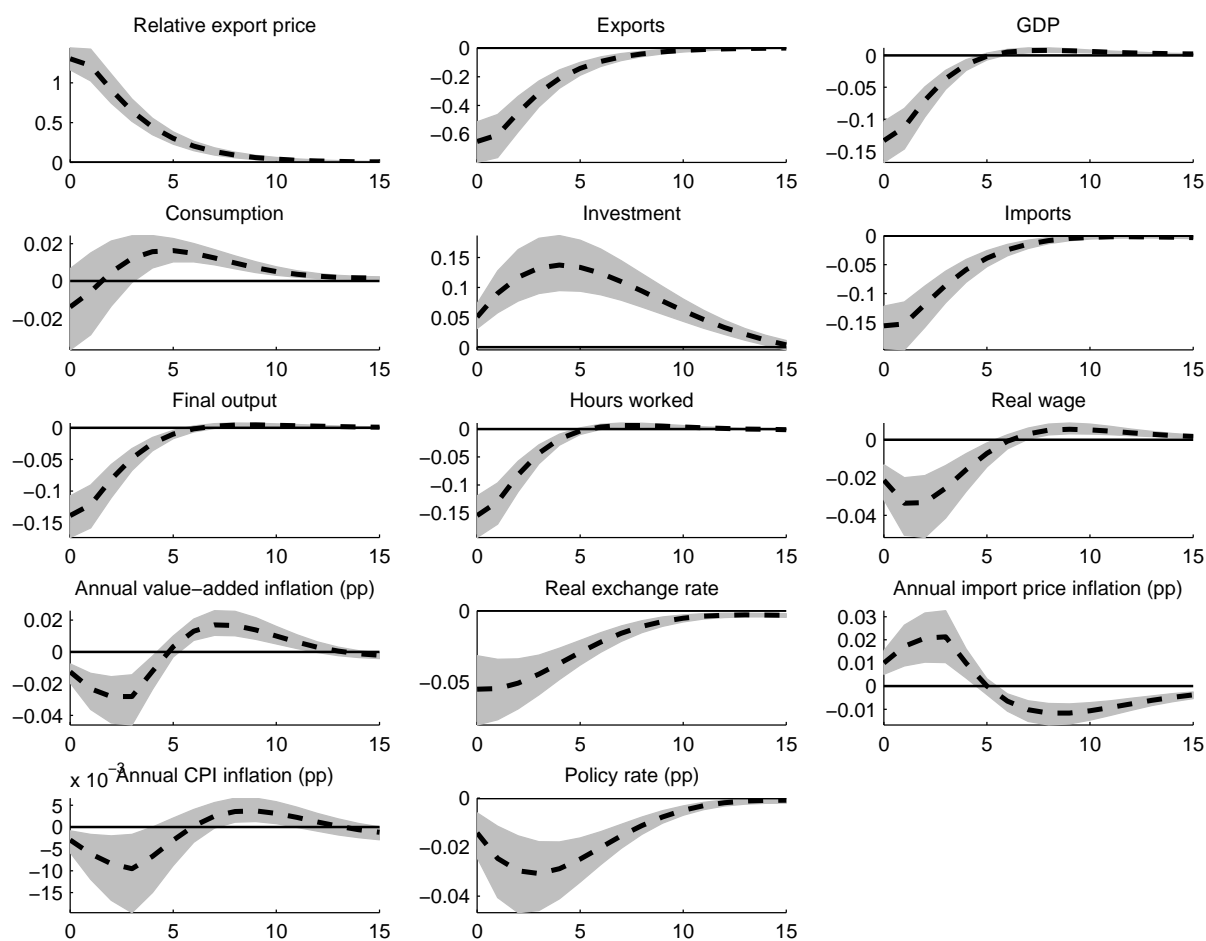 Relative export price
Exports
GDP
1
0.5
0
0 5 10 15
0
−0.2
−0.4
−0.6
0 5 10 15
0
−0.05
−0.1
−0.15
0 5 10 15
Consumption
Investment
Imports
0.02
0
−0.02
0 5 10 15
0.15
0.1
0.05
0
0 5 10 15
0
−0.05
−0.1
−0.15
0 5 10 15
Final output
Hours worked
Real wage
0
−0.05
−0.1
−0.15
0 5 10 15
0
−0.05
−0.1
−0.15
0 5 10 15
0
−0.02
−0.04
0 5 10 15
Annual value−added inflation (pp)
Real exchange rate
Annual import price inflation (pp)
0.02
0
−0.02
−0.04
0 5 10 15
0
−0.05
0 5 10 15
0.03
0.02
0.01
0
−0.01
0 5 10 15
x 10−3
Annual CPI inflation (pp)
Policy rate (pp)
5
0
−5
−10
−15
0 5 10 15
0
−0.02
−0.04
0 5 10 15